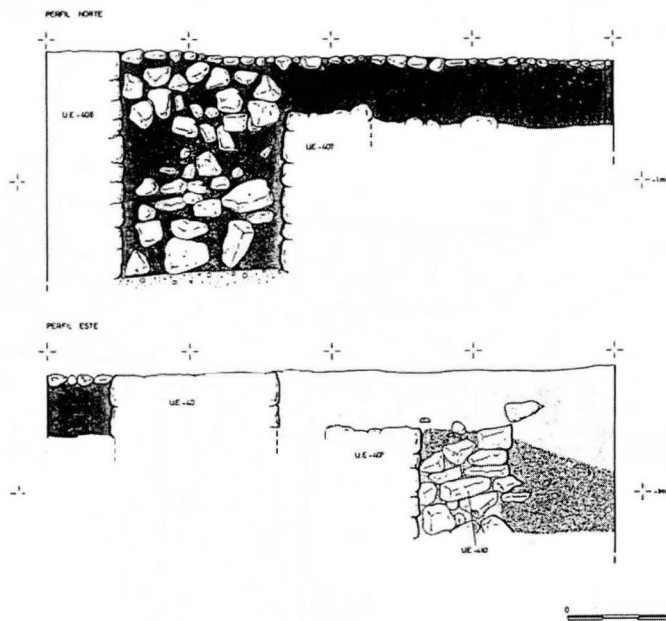 PERFIL NORTE
U.E-408
U.E-407
-1m
PERFIL ESTE
U.E-40
U.E-407
-1m
U.E-410
0